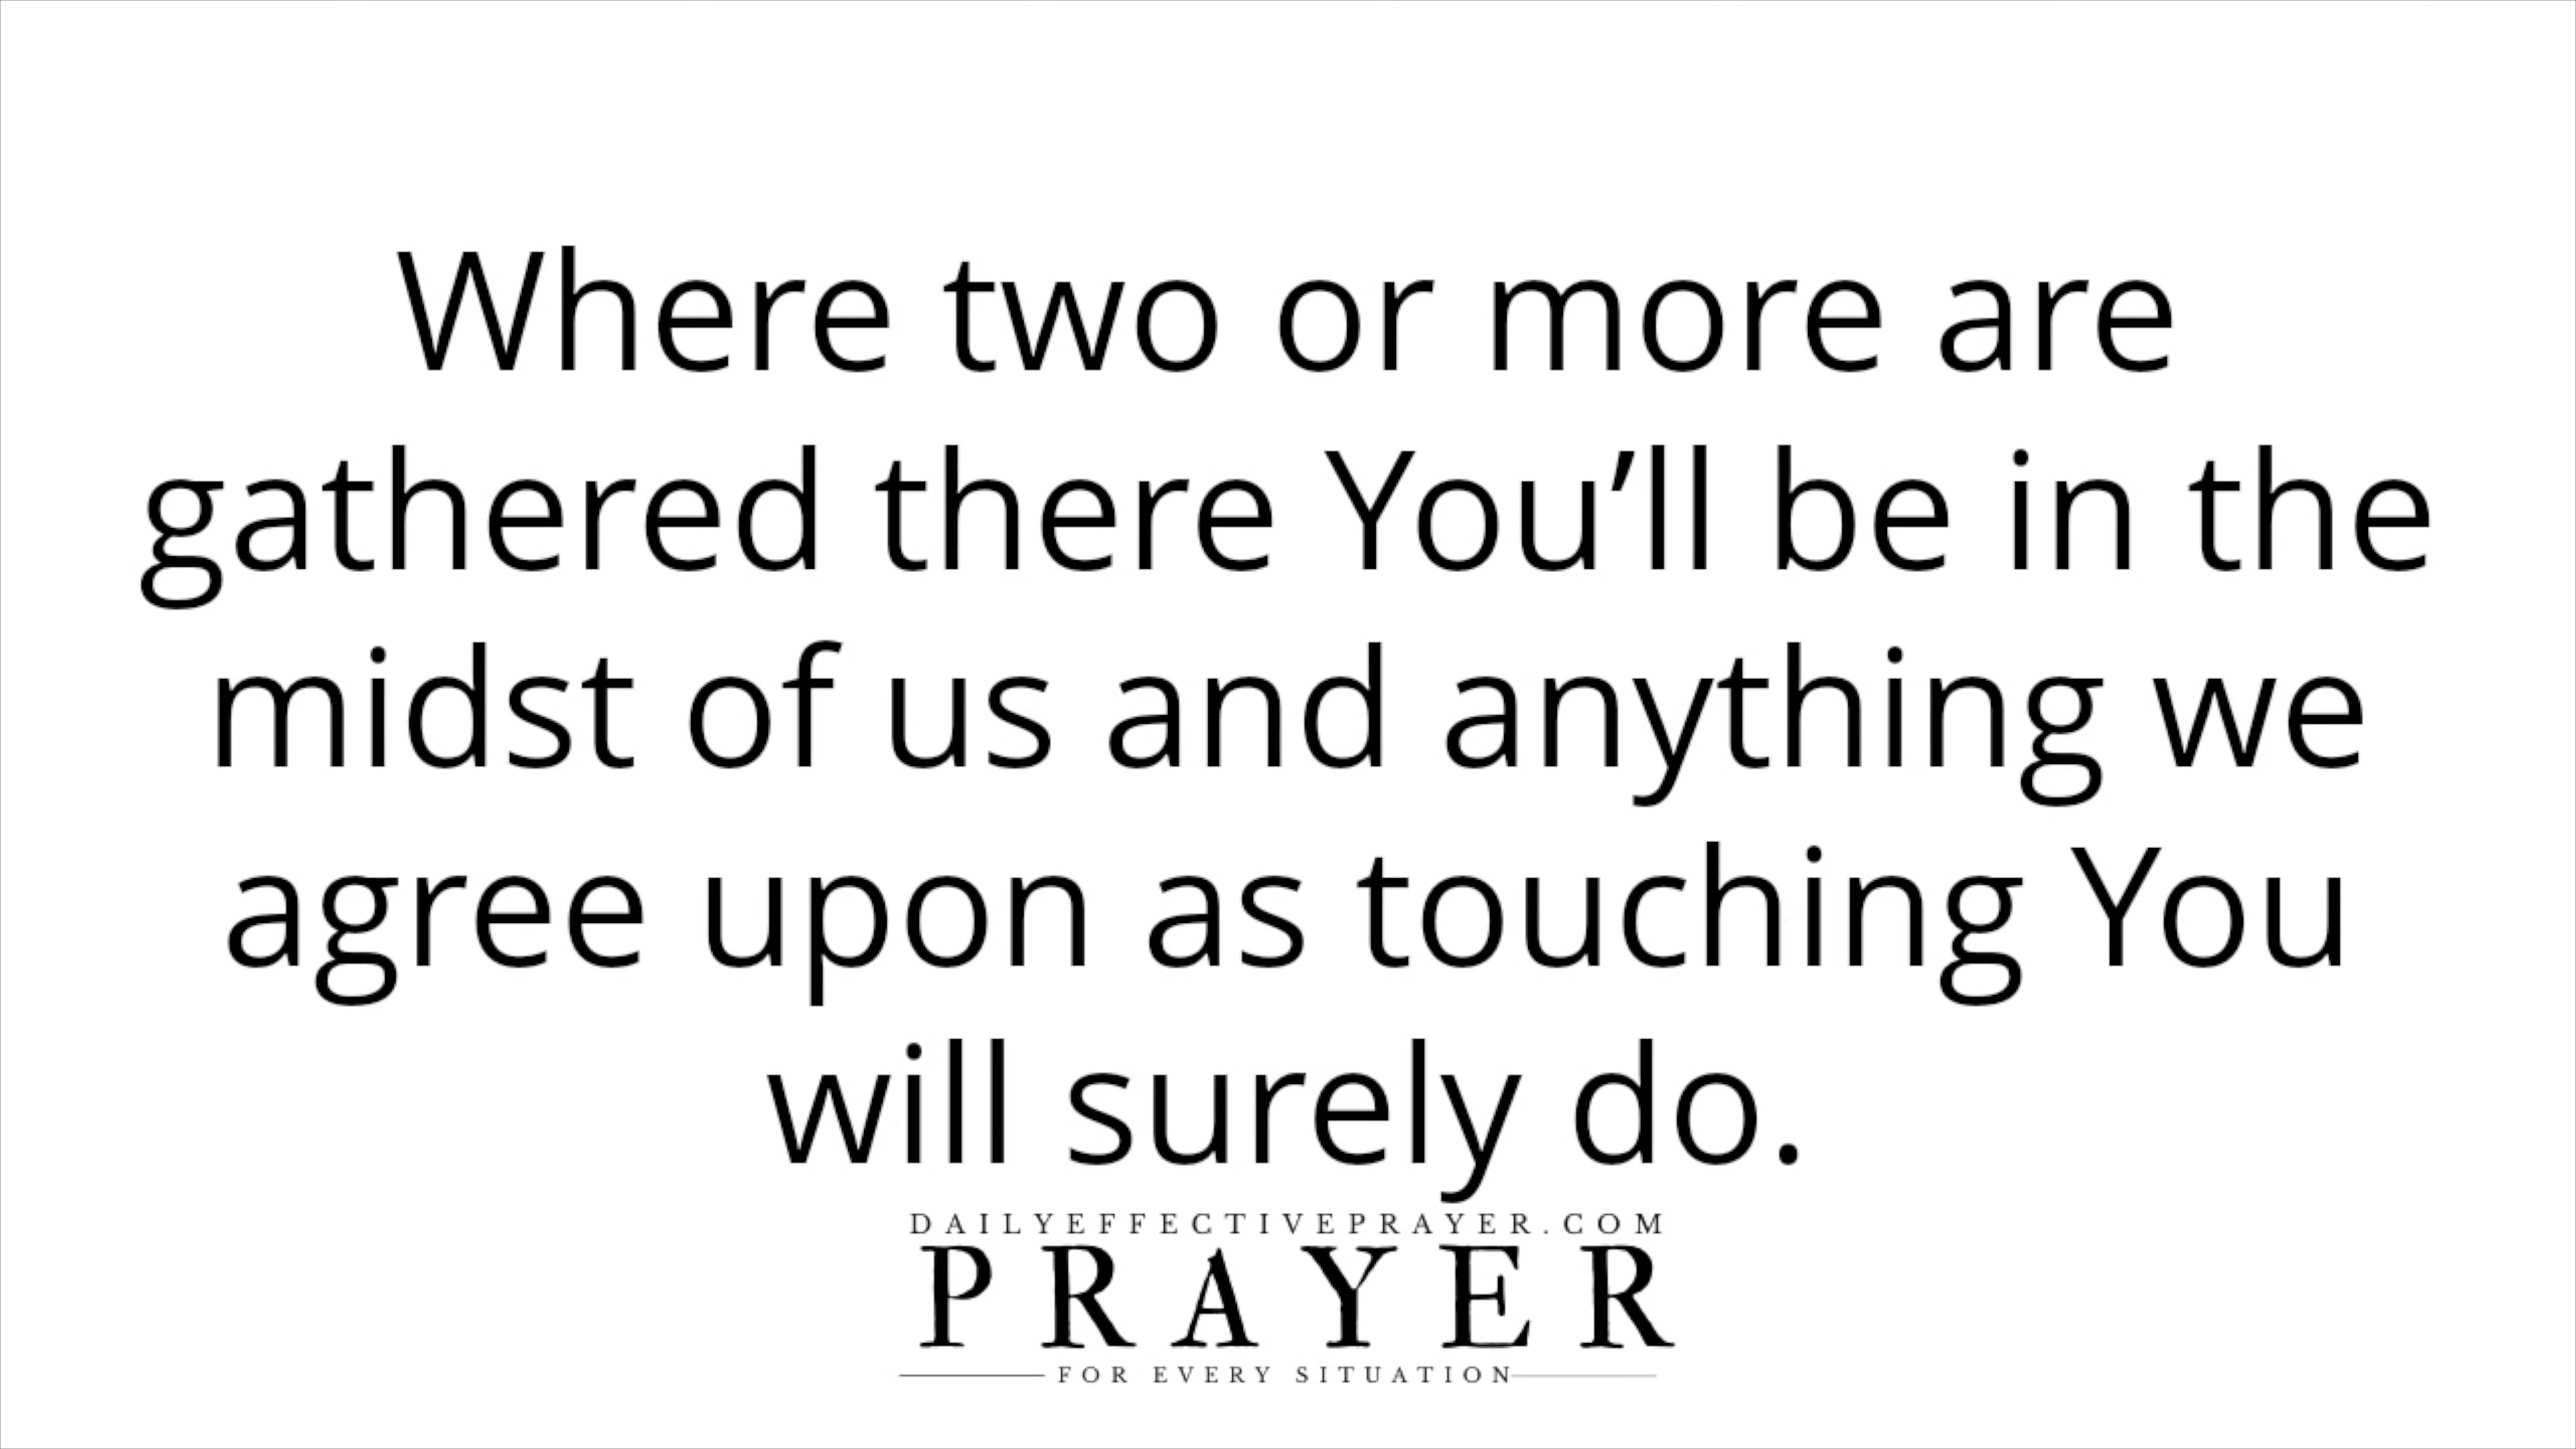 Where two or more are
gathered there You’ll be in the
midst of us and anything we
agree upon as touching You
will surely do.
DAILYEFFECTIVEPRAYER.COM
PRAYER
FOR EVERY SITUATION